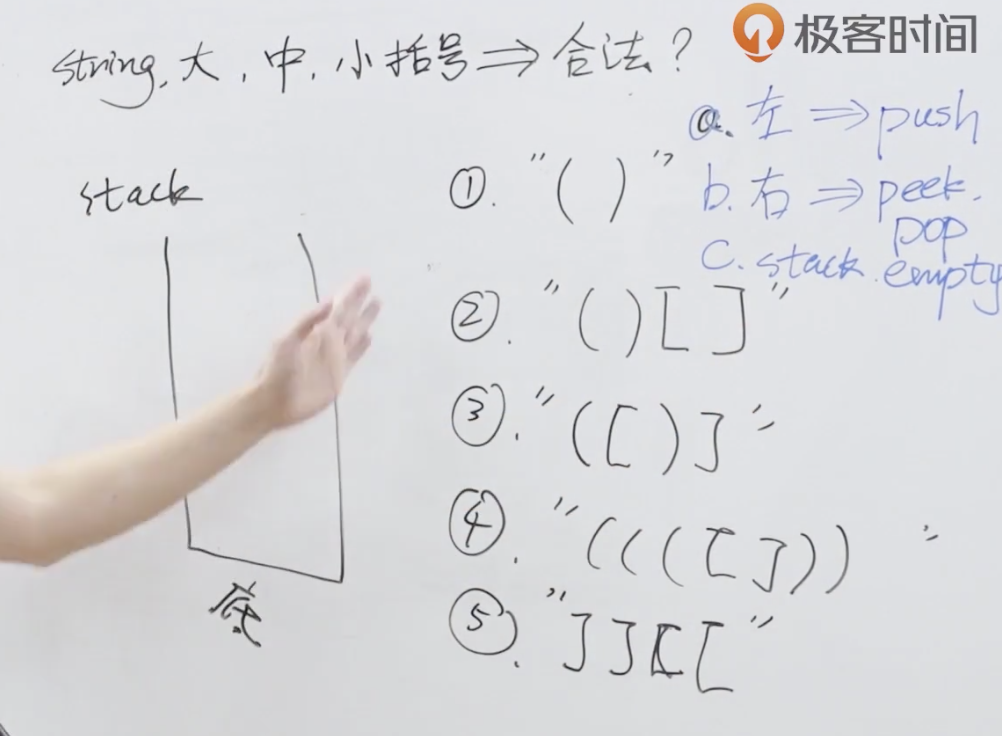 极客时间
string, 大, 中, 小括号 ⇒ 合法?
a. 左 ⇒ push
b. 右 ⇒ peek.
pop
c. stack. empty
stack
底
①. "( )"
②. "( ) [ ]"
③. "( [ ) ]"
④. "( ( ( [ ] ) ) "
⑤. "] ] [ ["